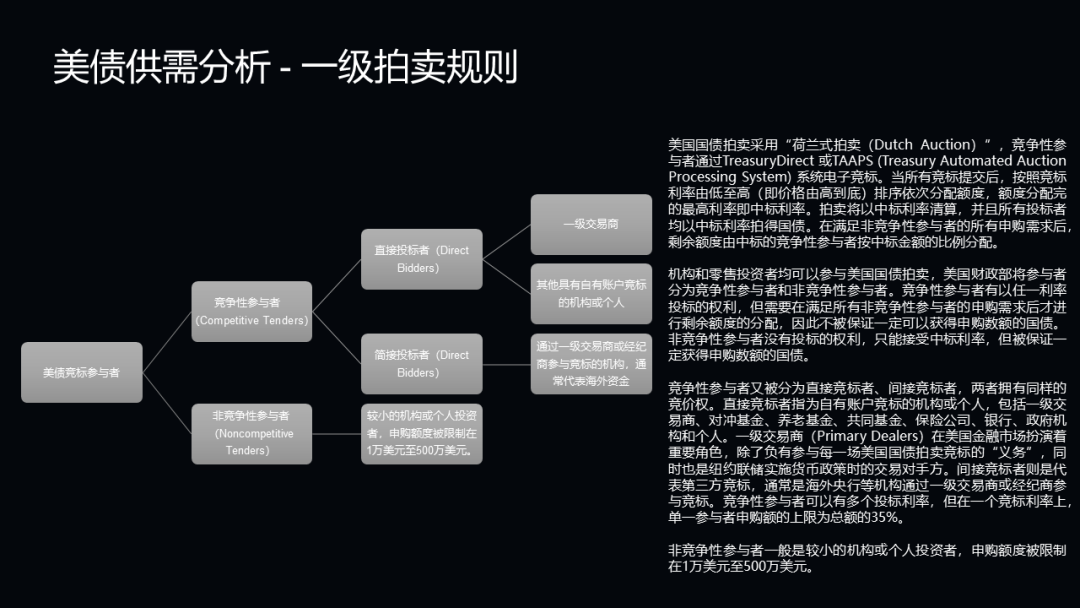 美债供需分析 - 一级拍卖规则
美债竞标参与者
竞争性参与者
(Competitive Tenders)
非竞争性参与者
（Noncompetitive
Tenders）
直接投标者（Direct
Bidders）
简接投标者（Direct
Bidders）
较小的机构或个人投资
者，申购额度被限制在
1万美元至500万美元。
一级交易商
其他具有自有账户竞标
的机构或个人
通过一级交易商或经纪
商参与竞标的机构，通
常代表海外资金
美国国债拍卖采用“荷兰式拍卖（Dutch Auction）“，竞争性参
与者通过TreasuryDirect 或TAAPS (Treasury Automated Auction
Processing System) 系统电子竞标。当所有竞标提交后，按照竞标
利率由低至高（即价格由高到底）排序依次分配额度，额度分配完
的最高利率即中标利率。拍卖将以中标利率清算，并且所有投标者
均以中标利率拍得国债。在满足非竞争性参与者的所有申购需求后，
剩余额度由中标的竞争性参与者按中标金额的比例分配。
机构和零售投资者均可以参与美国国债拍卖，美国财政部将参与者
分为竞争性参与者和非竞争性参与者。竞争性参与者有以任一利率
投标的权利，但需要在满足所有非竞争性参与者的申购需求后才进
行剩余额度的分配，因此不被保证一定可以获得申购数额的国债。
非竞争性参与者没有投标的权利，只能接受中标利率，但被保证一
定获得申购数额的国债。
竞争性参与者又被分为直接竞标者、间接竞标者，两者拥有同样的
竞价权。直接竞标者指为自有账户竞标的机构或个人，包括一级交
易商、对冲基金、养老基金、共同基金、保险公司、银行、政府机
构和个人。一级交易商（Primary Dealers）在美国金融市场扮演着
重要角色，除了负有参与每一场美国国债拍卖竞标的“义务”，同
时也是纽约联储实施货币政策时的交易对手方。间接竞标者则是代
表第三方竞标，通常是海外央行等机构通过一级交易商或经纪商参
与竞标。竞争性参与者可以有多个投标利率，但在一个竞标利率上，
单一参与者申购额的上限为总额的35%。
非竞争性参与者一般是较小的机构或个人投资者，申购额度被限制
在1万美元至500万美元。